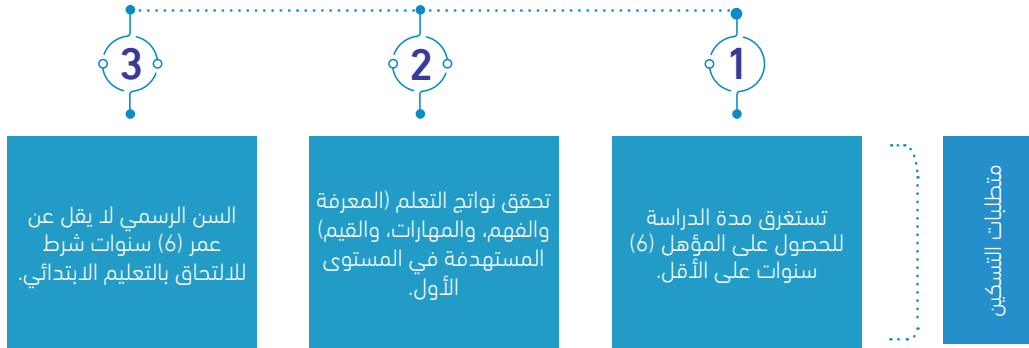 متطلبات التسكين
1
تستغرق مدة الدراسة
للحصول على المؤهل (6)
سنوات على الأقل.
2
تحقق نواتج التعلم (المعرفة
والفهم، والمهارات، والقيم)
المستهدفة في المستوى
الأول.
3
السن الرسمي لا يقل عن
عمر (6) سنوات شرط
للالتحاق بالتعليم الابتدائي.